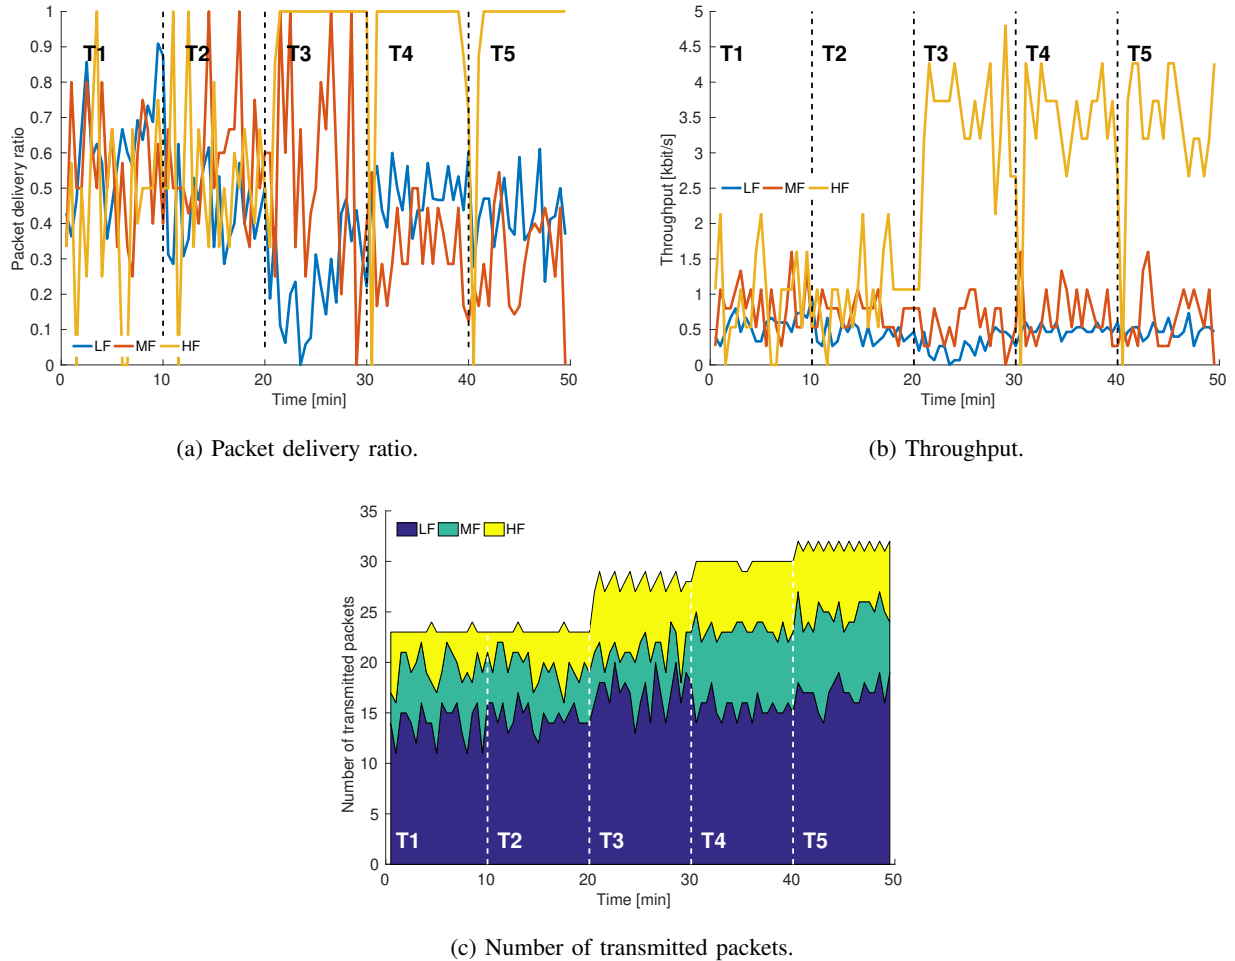 1
0.9
0.8
0.7
0.6
0.5
0.4
0.3
0.2
0.1
0
Packet delivery ratio
T1 T2 T3 T4 T5
LF MF HF
0 10 20 30 40 50
Time [min]
(a) Packet delivery ratio.
5
4.5
4
3.5
3
2.5
2
1.5
1
0.5
0
Throughput [kbit/s]
T1 T2 T3 T4 T5
LF MF HF
0 10 20 30 40 50
Time [min]
(b) Throughput.
35
30
25
20
15
10
5
0
Number of transmitted packets
LF MF HF
T1 T2 T3 T4 T5
0 10 20 30 40 50
Time [min]
(c) Number of transmitted packets.